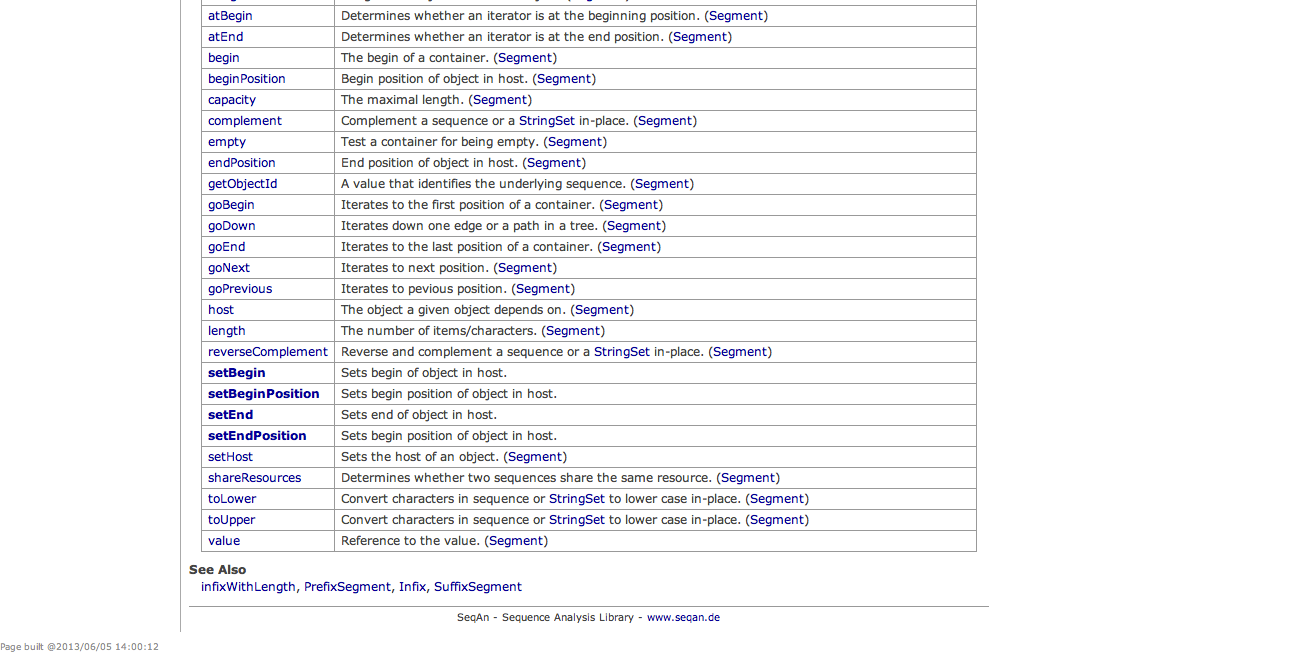 atBegin Determines whether an iterator is at the beginning position. (Segment)
atEnd Determines whether an iterator is at the end position. (Segment)
begin The begin of a container. (Segment)
beginPosition Begin position of object in host. (Segment)
capacity The maximal length. (Segment)
complement Complement a sequence or a StringSet in-place. (Segment)
empty Test a container for being empty. (Segment)
endPosition End position of object in host. (Segment)
getObjectId A value that identifies the underlying sequence. (Segment)
goBegin Iterates to the first position of a container. (Segment)
goDown Iterates down one edge or a path in a tree. (Segment)
goEnd Iterates to the last position of a container. (Segment)
goNext Iterates to next position. (Segment)
goPrevious Iterates to pevious position. (Segment)
host The object a given object depends on. (Segment)
length The number of items/characters. (Segment)
reverseComplement Reverse and complement a sequence or a StringSet in-place. (Segment)
setBegin Sets begin of object in host.
setBeginPosition Sets begin position of object in host.
setEnd Sets end of object in host.
setEndPosition Sets begin position of object in host.
setHost Sets the host of an object. (Segment)
shareResources Determines whether two sequences share the same resource. (Segment)
toLower Convert characters in sequence or StringSet to lower case in-place. (Segment)
toUpper Convert characters in sequence or StringSet to lower case in-place. (Segment)
value Reference to the value. (Segment)
See Also
infixWithLength, PrefixSegment, Infix, SuffixSegment
SeqAn - Sequence Analysis Library - www.seqan.de
Page built @2013/06/05 14:00:12